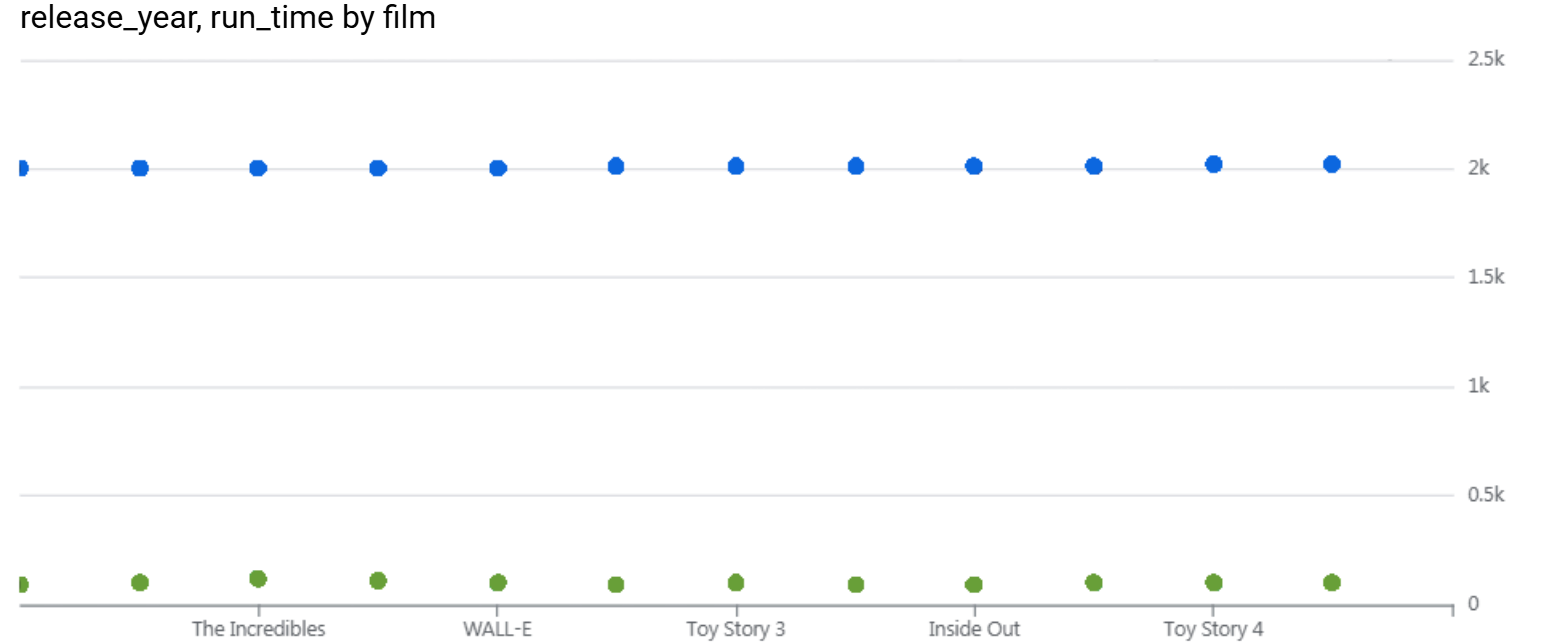 release_year, run_time by film
2.5k
2k
1.5k
1k
0.5k
0
The Incredibles WALL-E Toy Story 3 Inside Out Toy Story 4